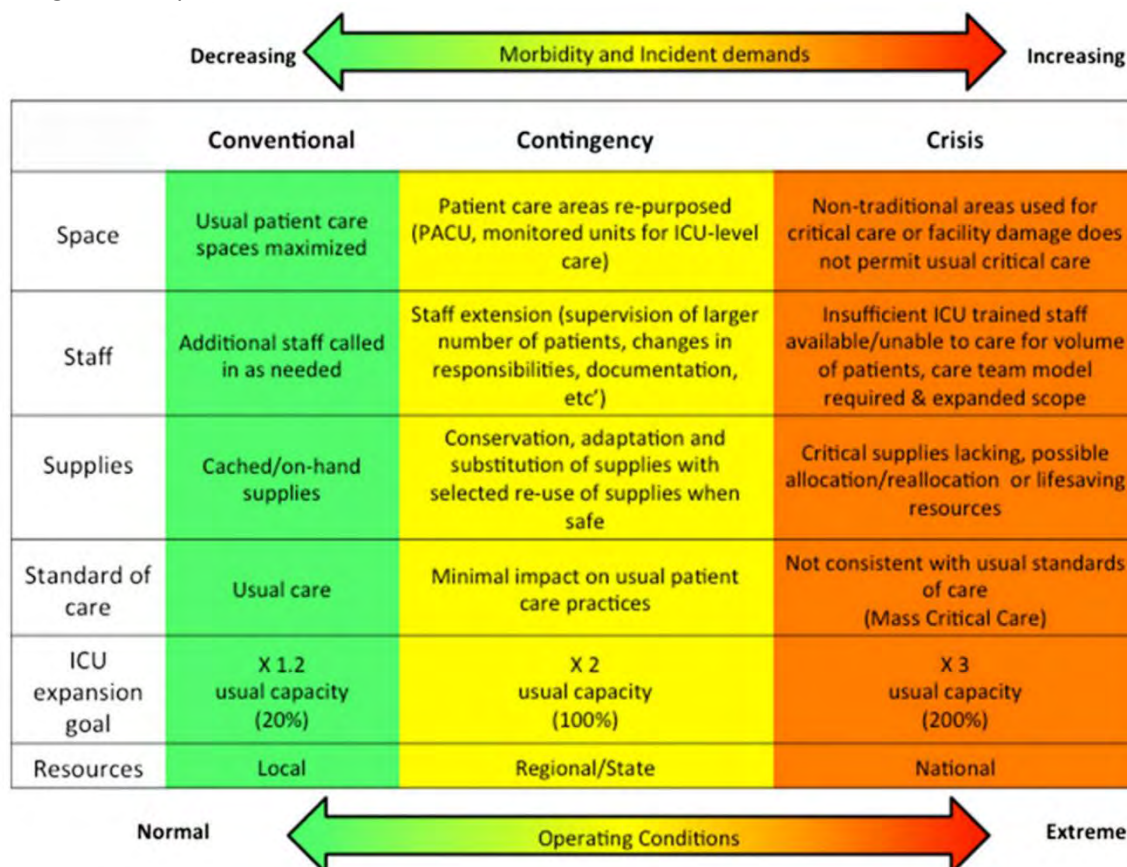 Decreasing Morbidity and Incident demands Increasing
Conventional Contingency Crisis
Space
Usual patient care
spaces maximized
Patient care areas re-purposed
(PACU, monitored units for ICU-level
care)
Non-traditional areas used for
critical care or facility damage does
not permit usual critical care
Staff
Additional staff called
in as needed
Staff extension (supervision of larger
number of patients, changes in
responsibilities, documentation,
etc')
Insufficient ICU trained staff
available/unable to care for volume
of patients, care team model
required & expanded scope
Supplies
Cached/on-hand
supplies
Conservation, adaptation and
substitution of supplies with
selected re-use of supplies when
safe
Critical supplies lacking, possible
allocation/reallocation or lifesaving
resources
Standard of
care
Usual care
Minimal impact on usual patient
care practices
Not consistent with usual standards
of care
(Mass Critical Care)
ICU
expansion
goal
X 1.2
usual capacity
(20%)
X 2
usual capacity
(100%)
X 3
usual capacity
(200%)
Resources
Local
Regional/State
National
Normal Operating Conditions Extreme